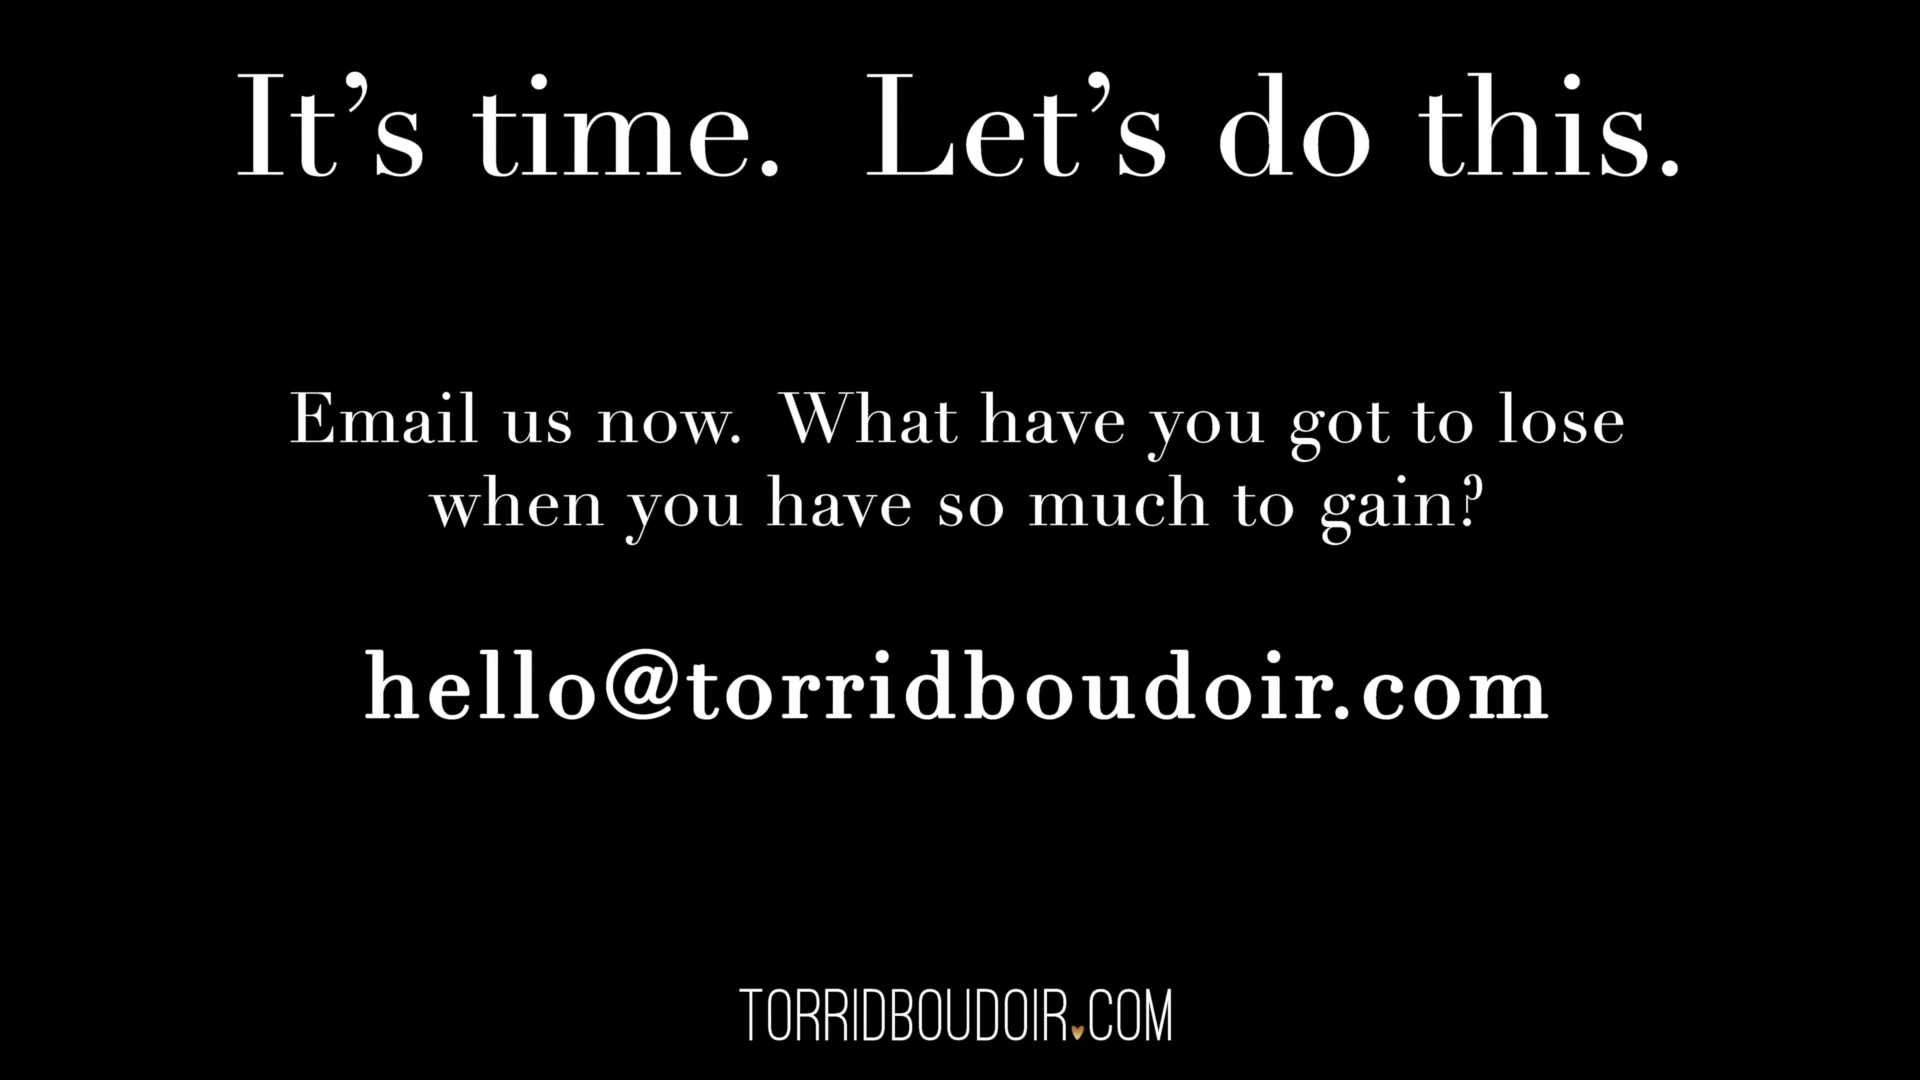 It’s time.  Let’s do this.
Email us now.  What have you got to lose
when you have so much to gain?
hello@torridboudoir.com
TORRIDBOUDOIR.COM